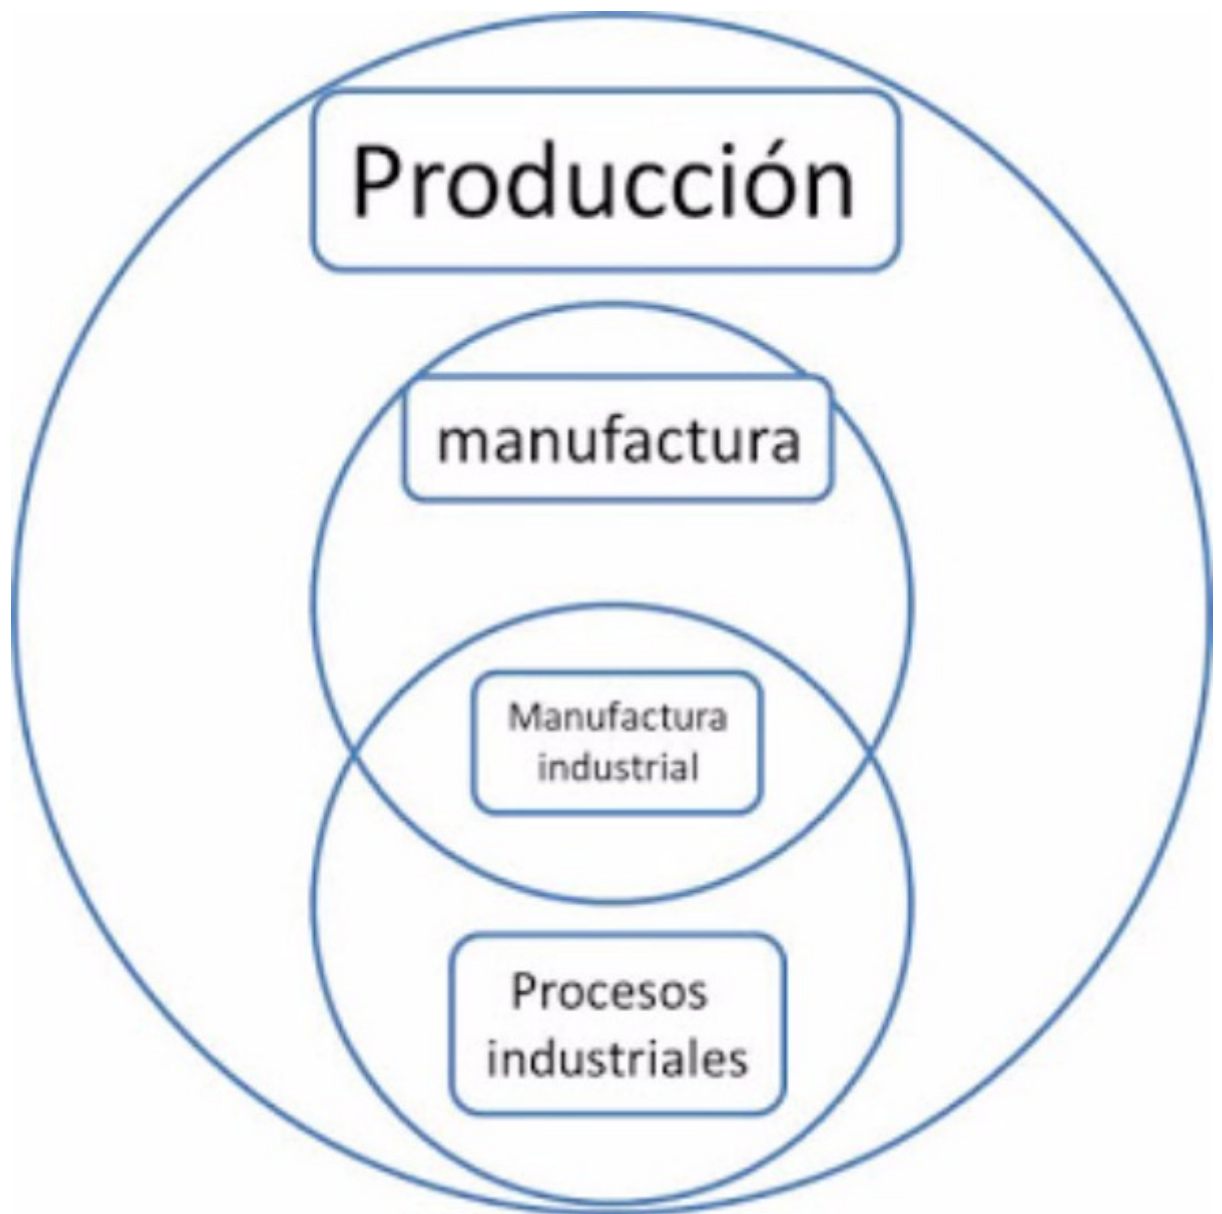 Producción
manufactura
Manufactura
industrial
Procesos
industriales